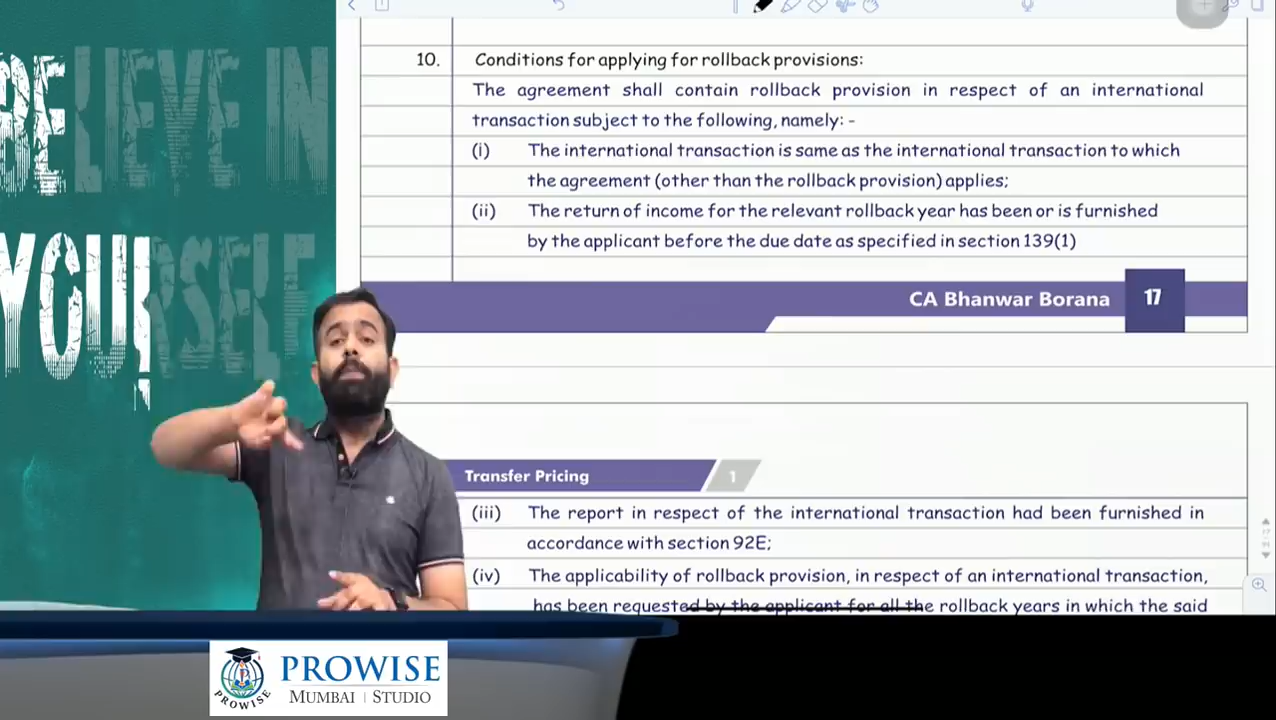 BELIEVE IN
YOURSELF
10. Conditions for applying for rollback provisions:
The agreement shall contain rollback provision in respect of an international
transaction subject to the following, namely: -
(i) The international transaction is same as the international transaction to which
the agreement (other than the rollback provision) applies;
(ii) The return of income for the relevant rollback year has been or is furnished
by the applicant before the due date as specified in section 139(1)
CA Bhanwar Borana 17
Transfer Pricing 1
(iii) The report in respect of the international transaction had been furnished in
accordance with section 92E;
(iv) The applicability of rollback provision, in respect of an international transaction,
has been requested by the applicant for all the rollback years in which the said
PROWISE
PROWISE
MUMBAI | STUDIO